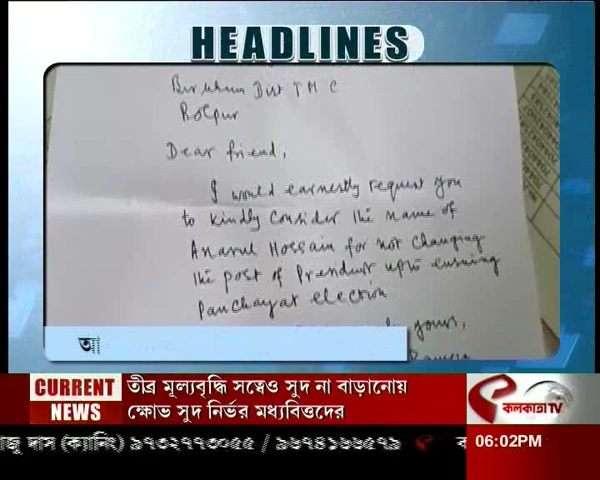 HEADLINES
Birbhum Dist TMC
Bolpur
Dear friend,
I would earnestly request you
to kindly consider the name of
Anarul Hossain for not changing
the post of President upto ensuing
Panchayat election
yours,
আ
CURRENT
NEWS
তীব্র মূল্যবৃদ্ধি সত্বেও সুদ না বাড়ানোয়
ক্ষোভ সুদ নির্ভর মধ্যবিত্তদের
কলকাতা TV
দাস (ক্যানিং) ৯৭৩২৭৭৩০৫৫ / ৯৬৭৪১৬৬৫৭৯
06:02PM